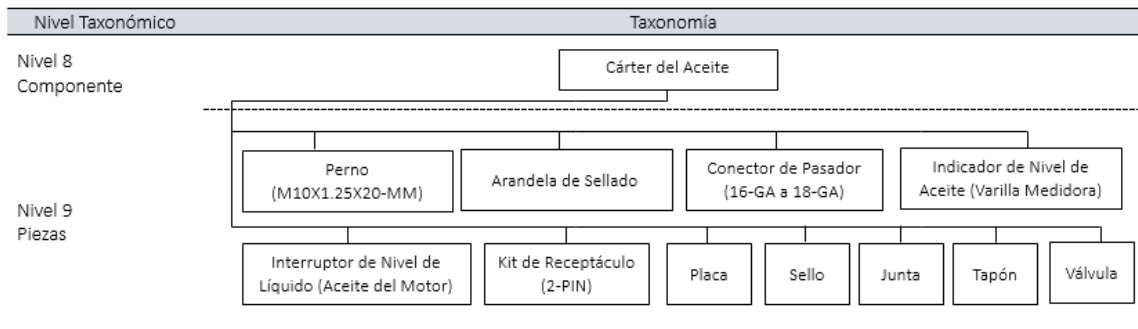 Nivel Taxonómico Taxonomía
Nivel 8
Componente
Cárter del Aceite
Nivel 9
Piezas
Perno
(M10X1.25X20-MM)
Arandela de Sellado
Conector de Pasador
(16-GA a 18-GA)
Indicador de Nivel de
Aceite (Varilla Medidora)
Interruptor de Nivel de
Líquido (Aceite del Motor)
Kit de Receptáculo
(2-PIN)
Placa
Sello
Junta
Tapón
Válvula